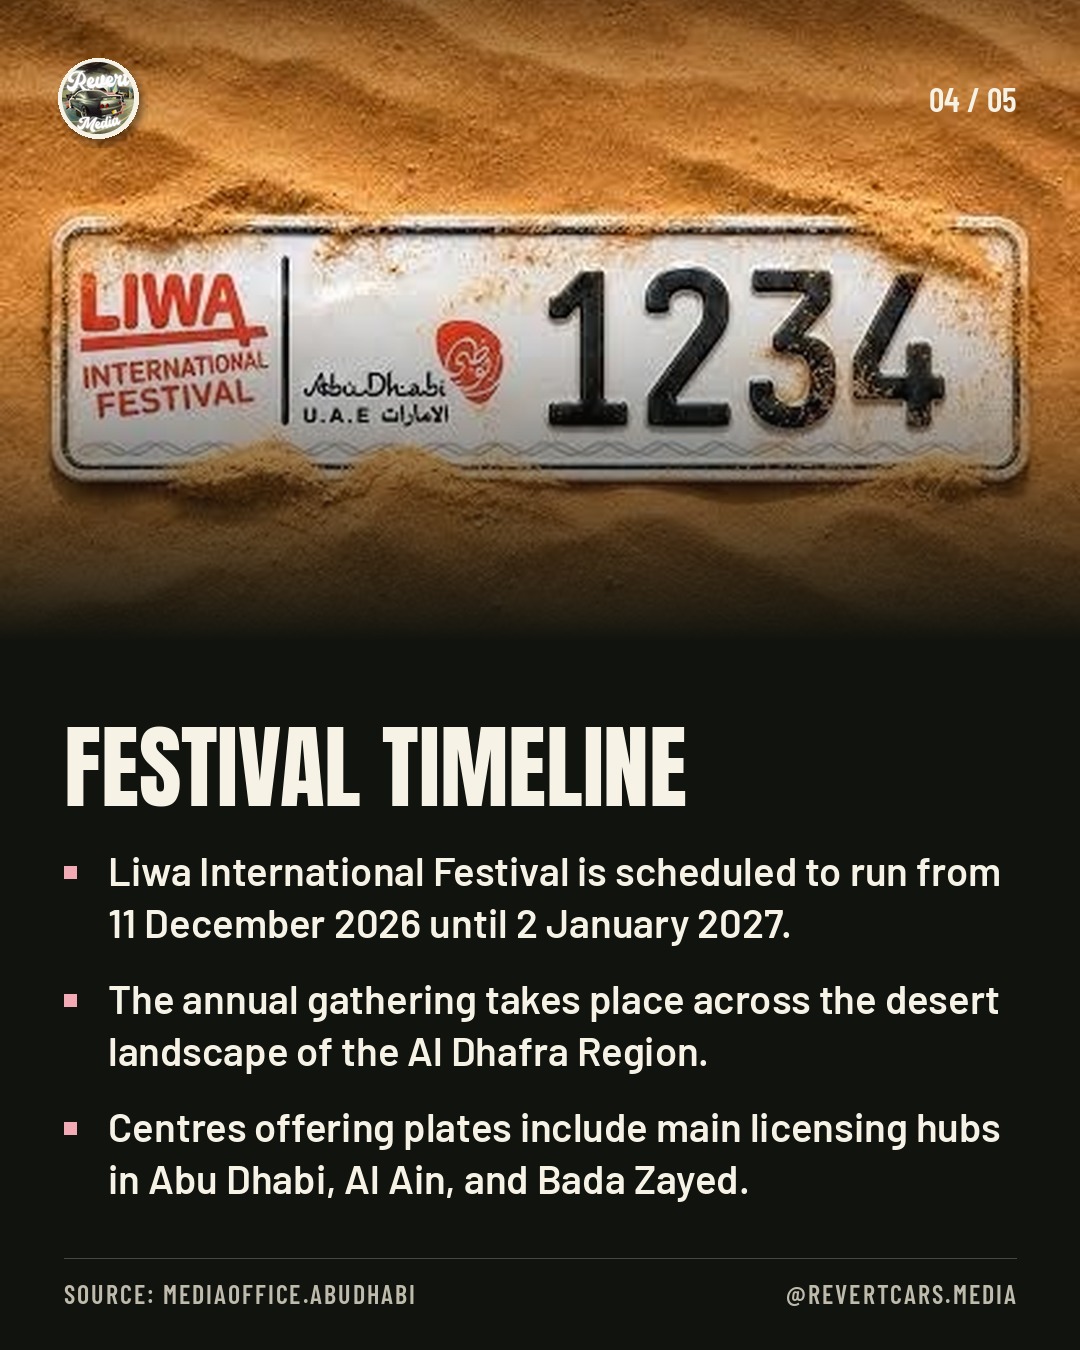 Revert
Media
04 / 05
LIWA
INTERNATIONAL
FESTIVAL
Abu Dhabi
U.A.E الامارات
1234
FESTIVAL TIMELINE
Liwa International Festival is scheduled to run from
11 December 2026 until 2 January 2027.
The annual gathering takes place across the desert
landscape of the Al Dhafra Region.
Centres offering plates include main licensing hubs
in Abu Dhabi, Al Ain, and Bada Zayed.
SOURCE: MEDIAOFFICE.ABUDHABI
@REVERTCARS.MEDIA